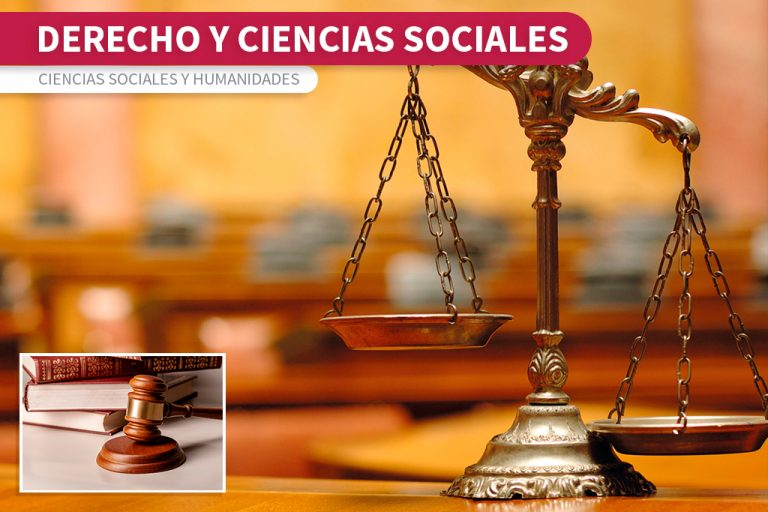 DERECHO Y CIENCIAS SOCIALES
CIENCIAS SOCIALES Y HUMANIDADES